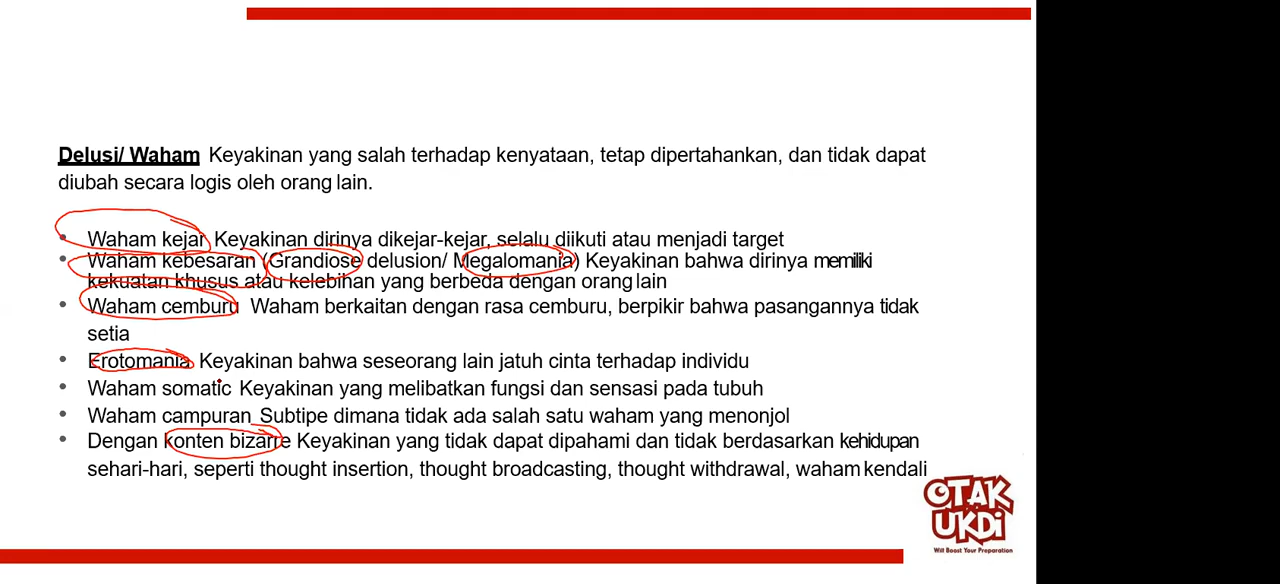 Delusi/ Waham Keyakinan yang salah terhadap kenyataan, tetap dipertahankan, dan tidak dapat
diubah secara logis oleh orang lain.
• Waham kejar Keyakinan dirinya dikejar-kejar, selalu diikuti atau menjadi target
• Waham kebesaran (Grandiose delusion/ Megalomania) Keyakinan bahwa dirinya memiliki
kekuatan khusus atau kelebihan yang berbeda dengan orang lain
• Waham cemburu Waham berkaitan dengan rasa cemburu, berpikir bahwa pasangannya tidak
setia
• Erotomania Keyakinan bahwa seseorang lain jatuh cinta terhadap individu
• Waham somatic Keyakinan yang melibatkan fungsi dan sensasi pada tubuh
• Waham campuran Subtipe dimana tidak ada salah satu waham yang menonjol
• Dengan konten bizarre Keyakinan yang tidak dapat dipahami dan tidak berdasarkan kehidupan
sehari-hari, seperti thought insertion, thought broadcasting, thought withdrawal, waham kendali
OTAK
UKDI
Will Boost Your Preparation